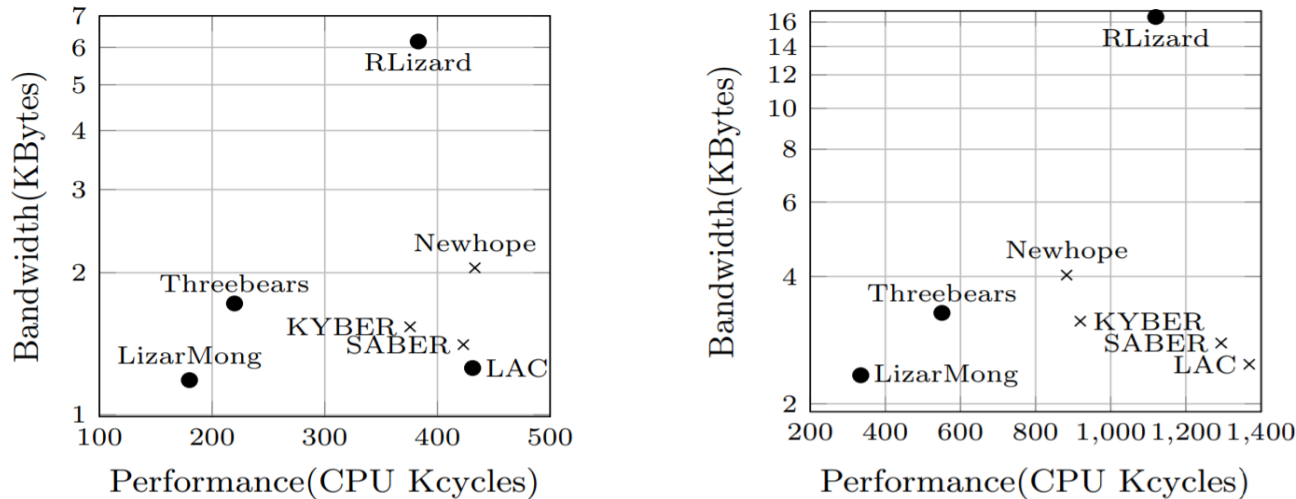 7
6
5
4
3
2
1
100
200
300
400
500
Bandwidth(KBytes)
Performance(CPU Kcycles)
RLizard
Newhope
Threebears
KYBER
SABER
LizarMong
LAC
16
14
12
10
8
6
4
2
200
400
600
800
1,000
1,200
1,400
Bandwidth(KBytes)
Performance(CPU Kcycles)
RLizard
Newhope
Threebears
KYBER
SABER
LAC
LizarMong